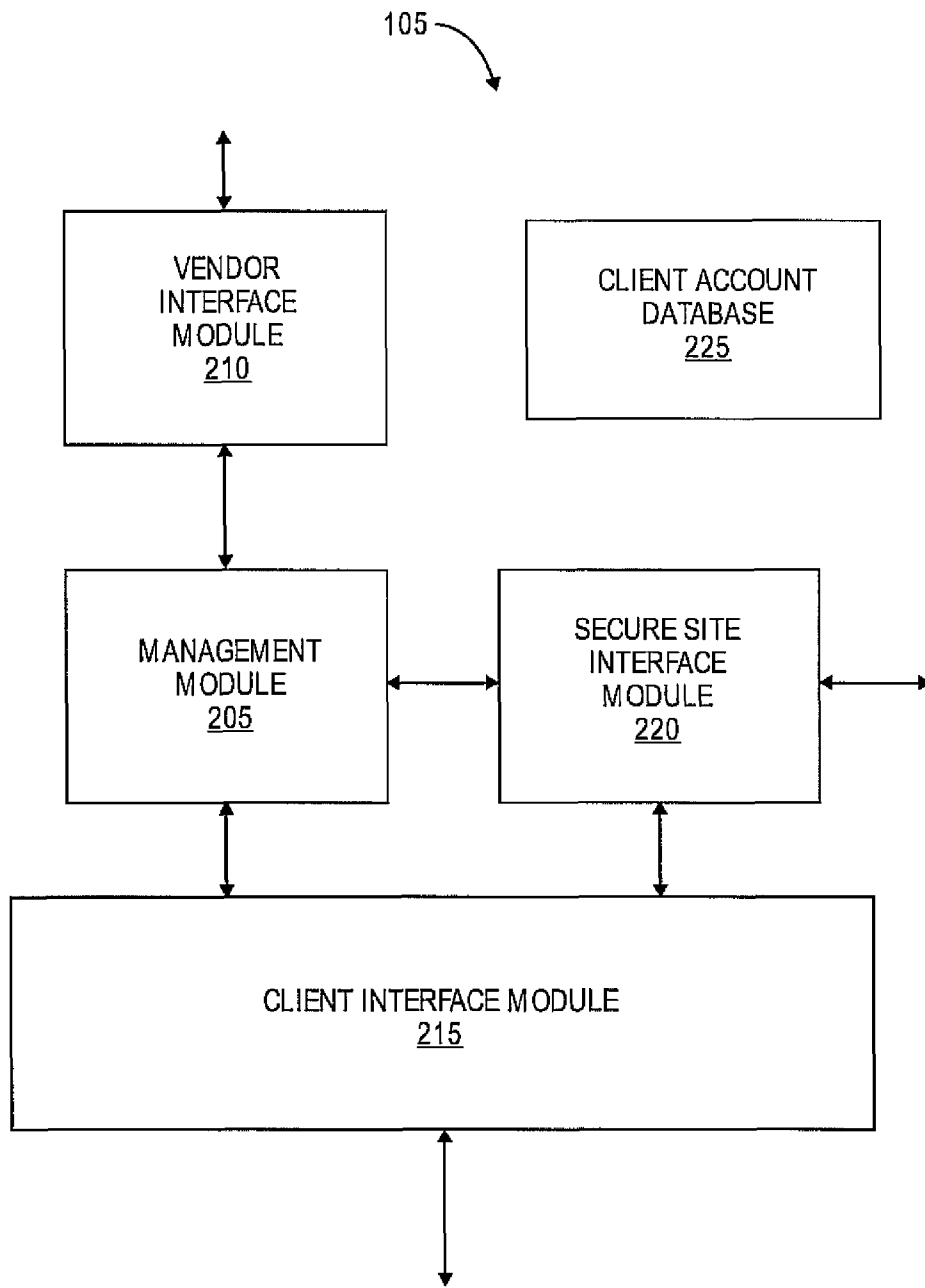 105
VENDOR
INTERFACE
MODULE
210
CLIENT ACCOUNT
DATABASE
225
MANAGEMENT
MODULE
205
SECURE SITE
INTERFACE
MODULE
220
CLIENT INTERFACE MODULE
215